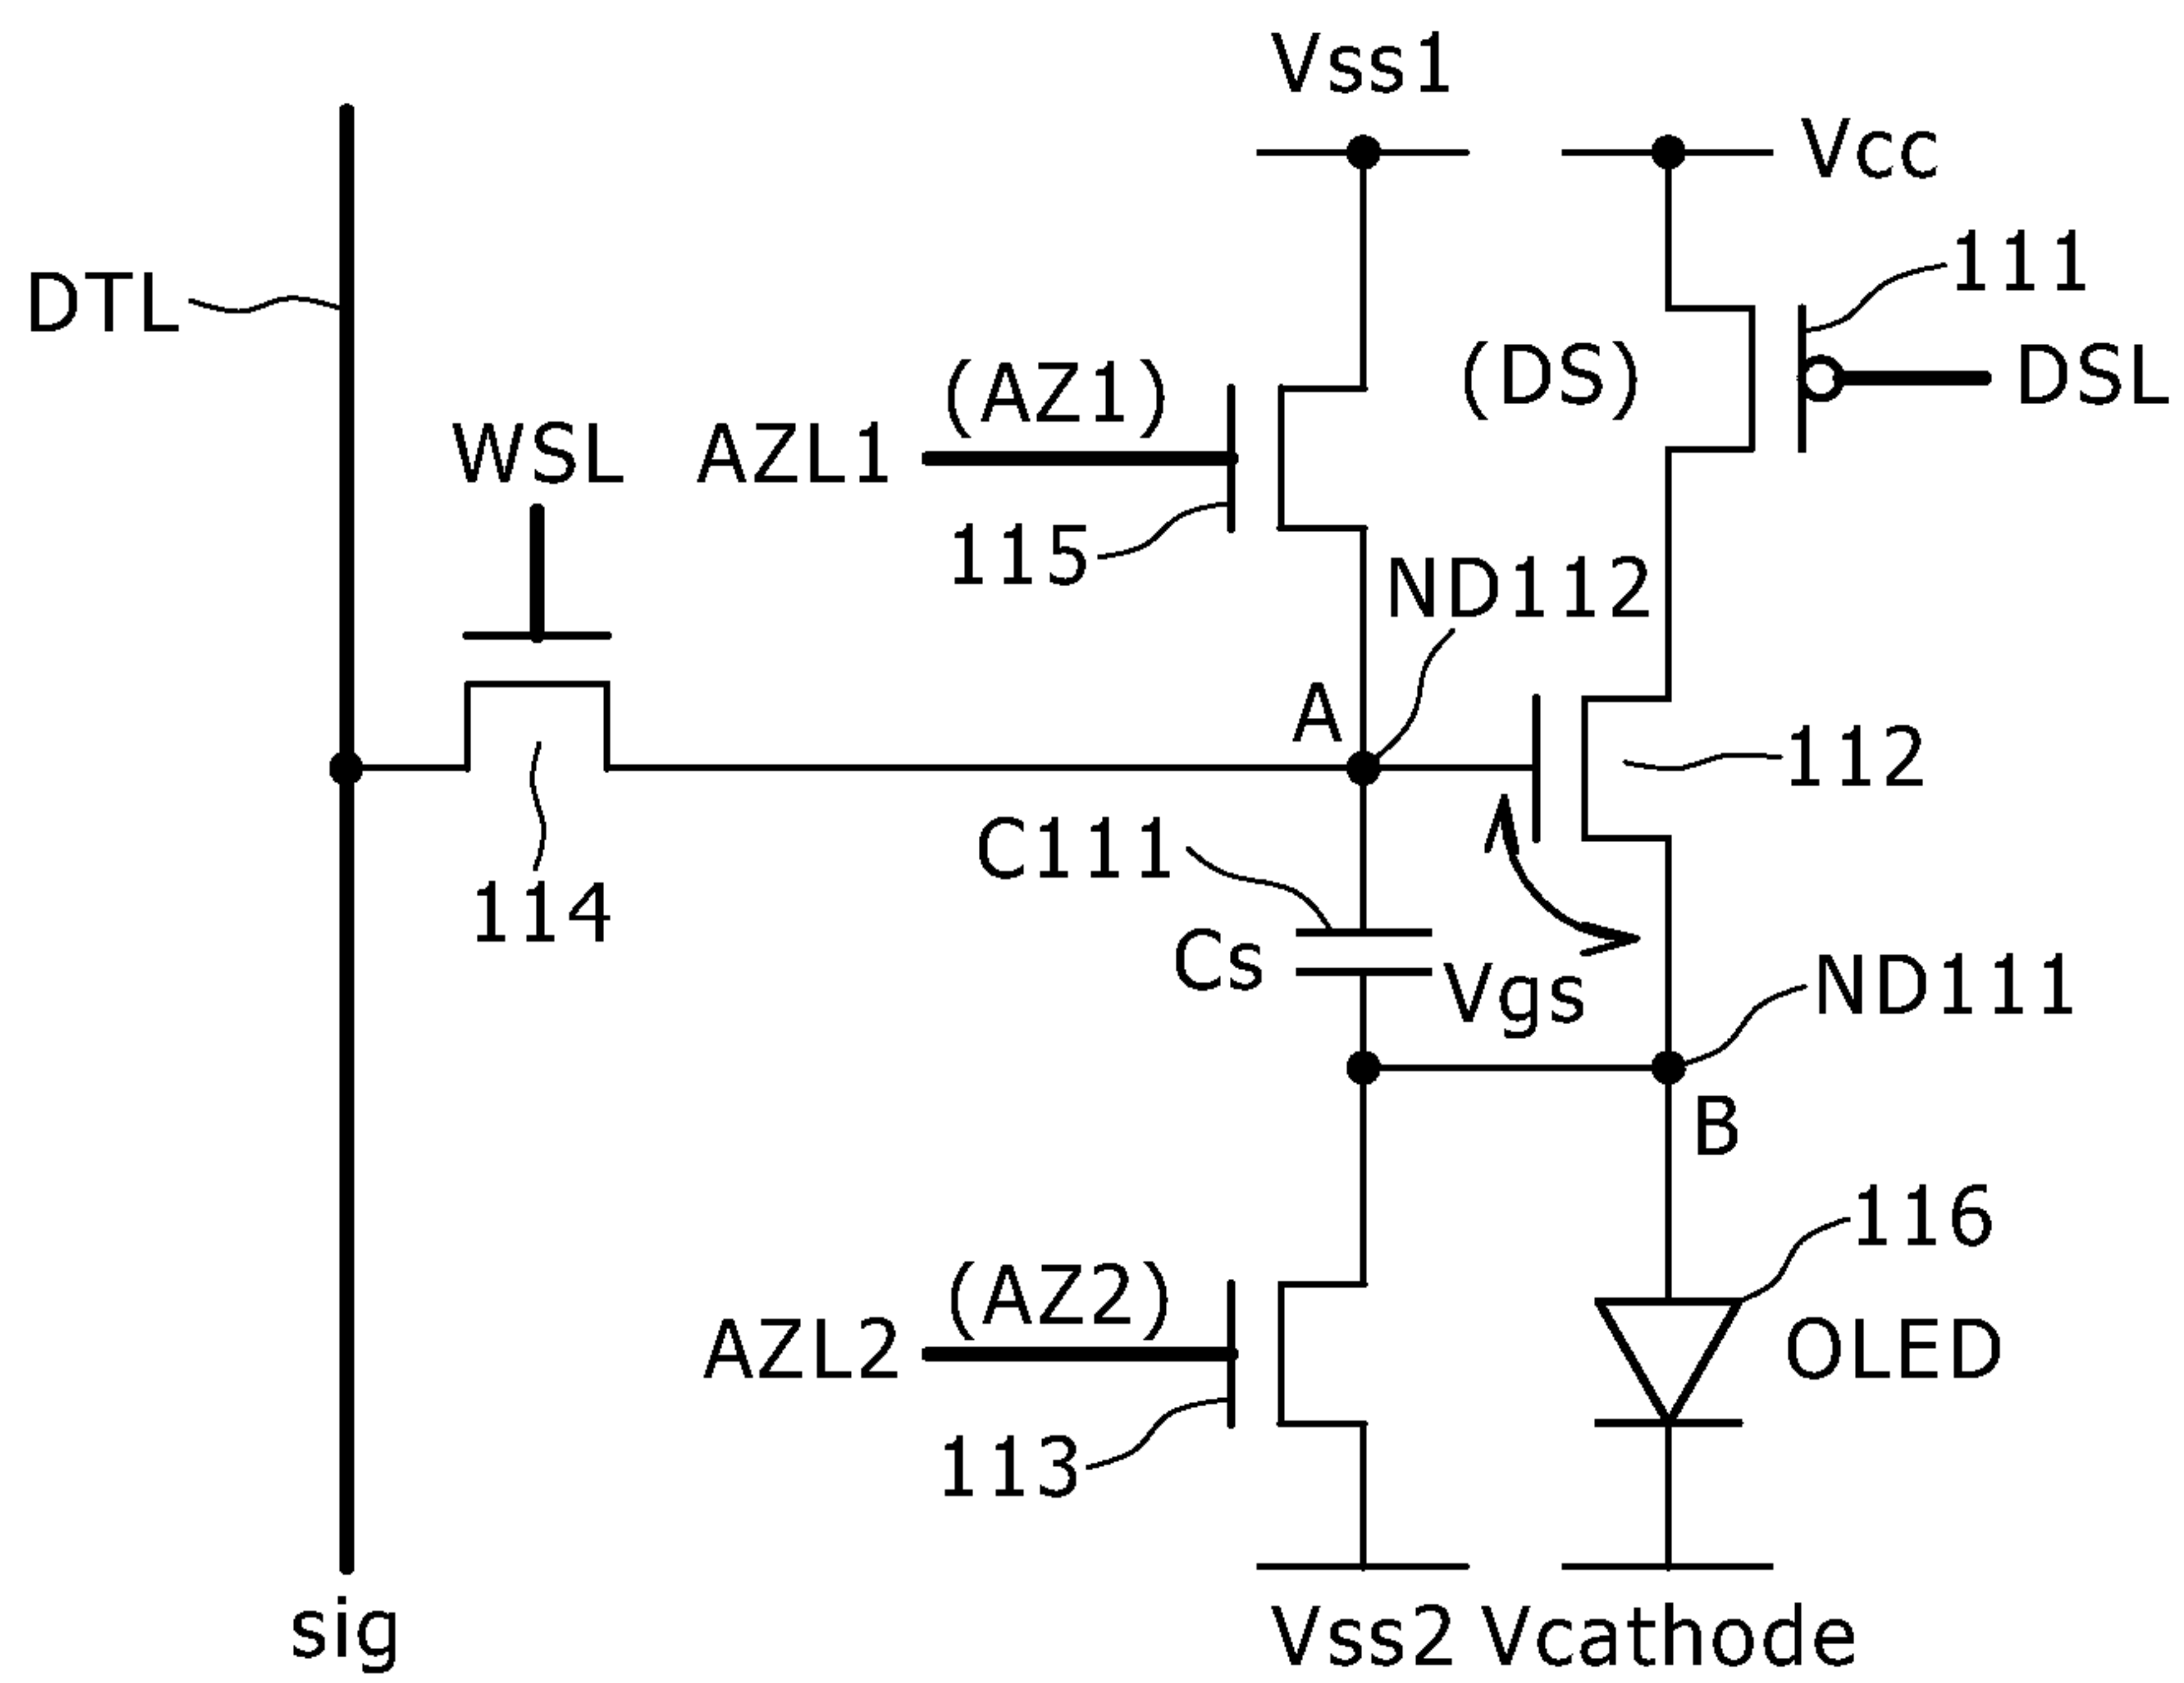 Vss1
Vcc
111
DTL
(AZ1)
(DS)
DSL
WSL
AZL1
115
ND112
A
112
C111
114
Cs
Vgs
ND111
B
116
(AZ2)
AZL2
OLED
113
sig
Vss2
Vcathode